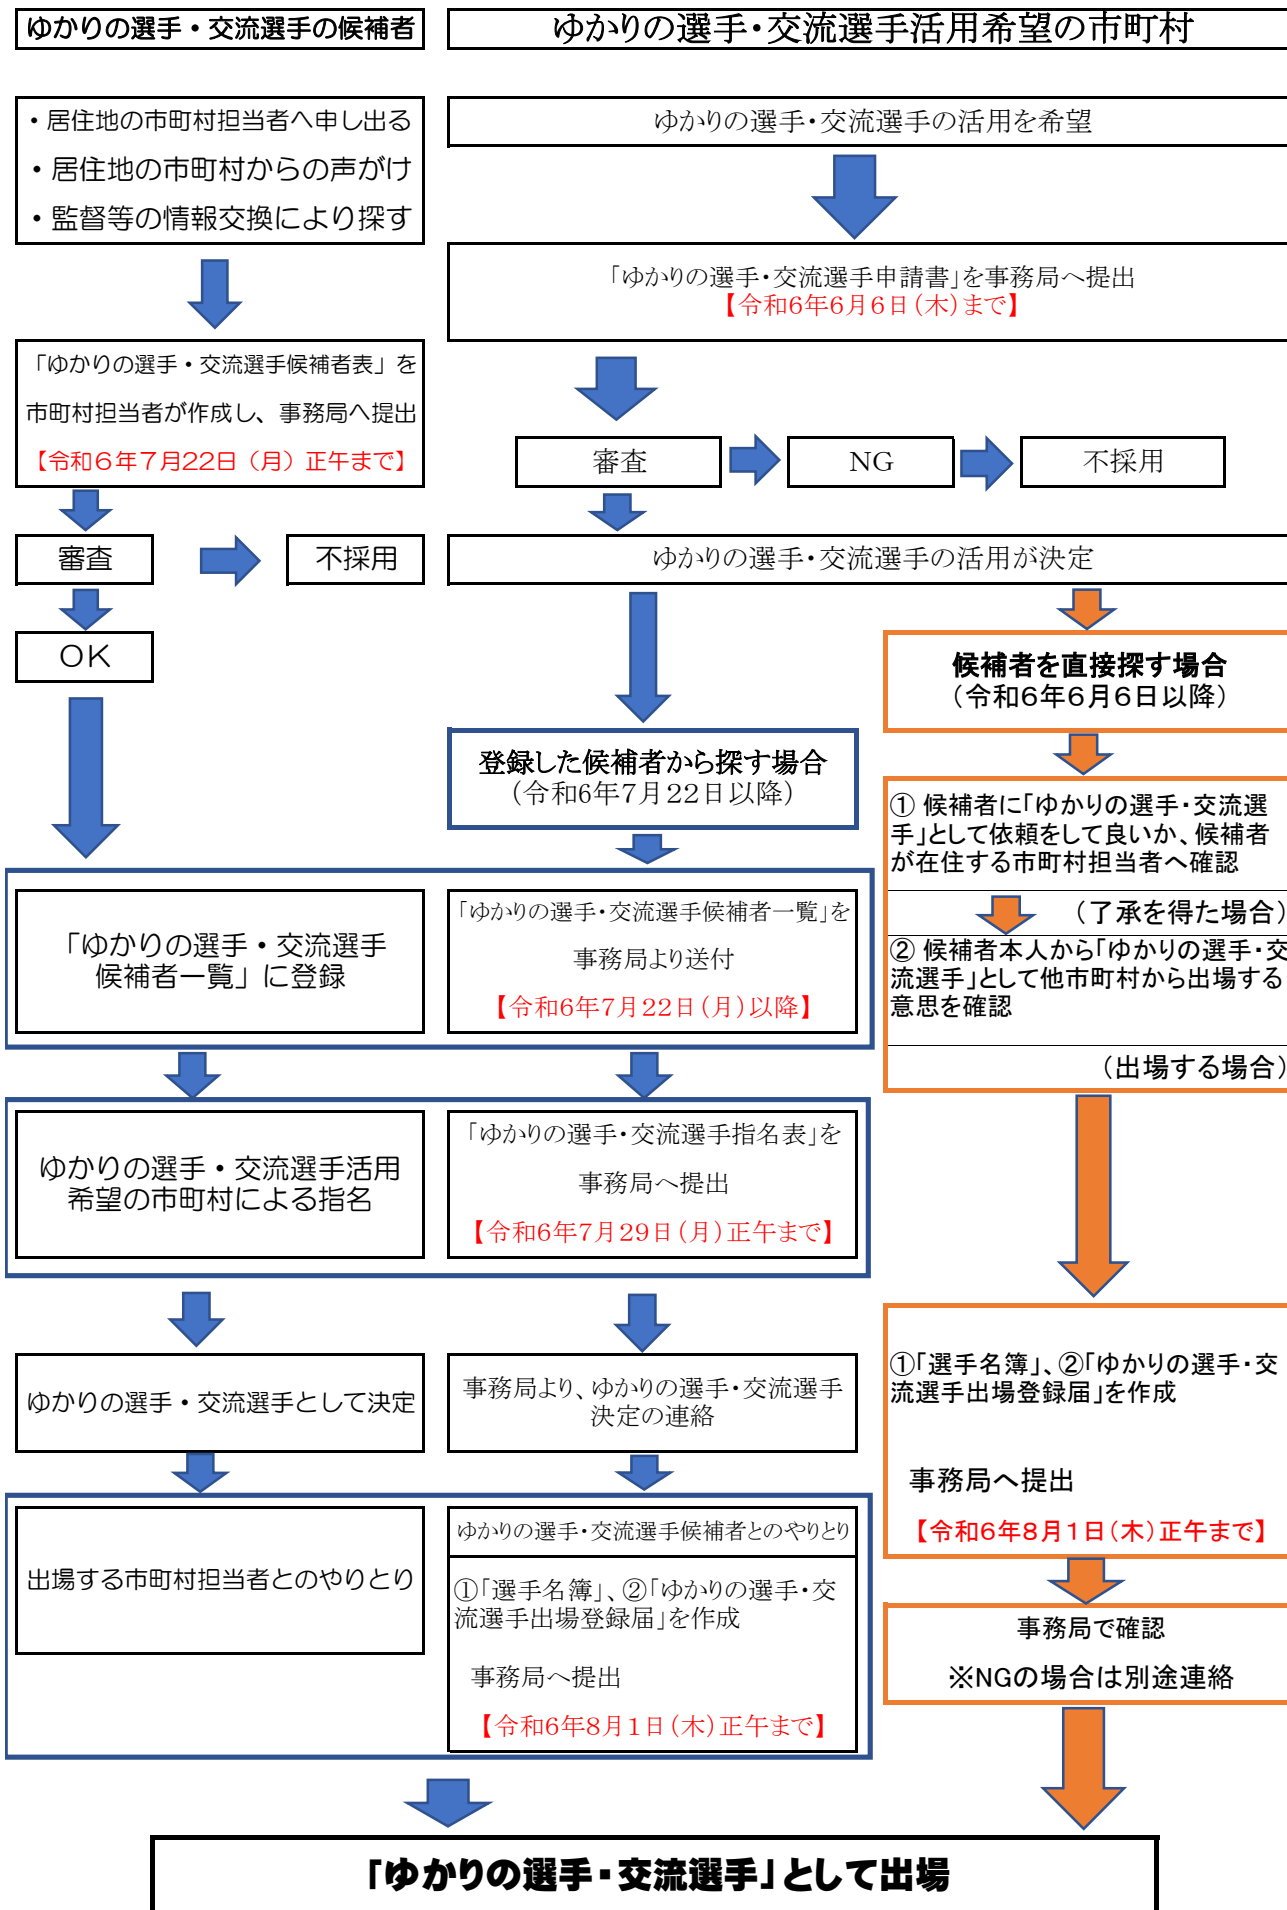 ゆかりの選手・交流選手の候補者
ゆかりの選手・交流選手活用希望の市町村
・居住地の市町村担当者へ申し出る
・居住地の市町村からの声がけ
・監督等の情報交換により探す
ゆかりの選手・交流選手の活用を希望
「ゆかりの選手・交流選手申請書」を事務局へ提出
【令和6年6月6日(木)まで】
「ゆかりの選手・交流選手候補者表」を
市町村担当者が作成し、事務局へ提出
【令和６年７月22日（月）正午まで】
審査
NG
不採用
審査
不採用
ゆかりの選手・交流選手の活用が決定
OK
候補者を直接探す場合
（令和6年6月6日以降）
登録した候補者から探す場合
（令和6年7月22日以降）
① 候補者に「ゆかりの選手・交流選
手」として依頼をして良いか、候補者
が在住する市町村担当者へ確認
（了承を得た場合）
② 候補者本人から「ゆかりの選手・交
流選手」として他市町村から出場する
意思を確認
（出場する場合）
「ゆかりの選手・交流選手
候補者一覧」に登録
「ゆかりの選手・交流選手候補者一覧」を
事務局より送付
【令和6年7月22日(月)以降】
ゆかりの選手・交流選手活用
希望の市町村による指名
「ゆかりの選手・交流選手指名表」を
事務局へ提出
【令和6年7月29日(月)正午まで】
ゆかりの選手・交流選手として決定
事務局より、ゆかりの選手・交流選手
決定の連絡
①「選手名簿」、②「ゆかりの選手・交
流選手出場登録届」を作成
事務局へ提出
【令和6年8月1日(木)正午まで】
出場する市町村担当者とのやりとり
ゆかりの選手・交流選手候補者とのやりとり
①「選手名簿」、②「ゆかりの選手・交
流選手出場登録届」を作成
事務局へ提出
【令和6年8月1日(木)正午まで】
事務局で確認
※NGの場合は別途連絡
「ゆかりの選手・交流選手」として出場